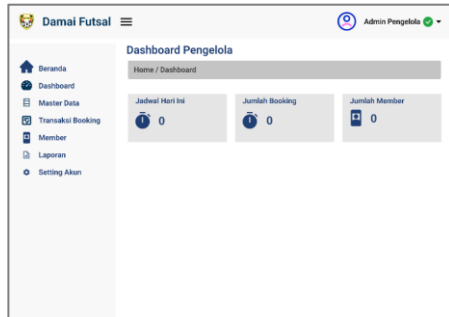 Damai Futsal
Admin Pengelola
Dashboard Pengelola
Home / Dashboard
Beranda
Dashboard
Master Data
Transaksi Booking
Member
Laporan
Setting Akun
Jadwal Hari Ini
0
Jumlah Booking
0
Jumlah Member
0